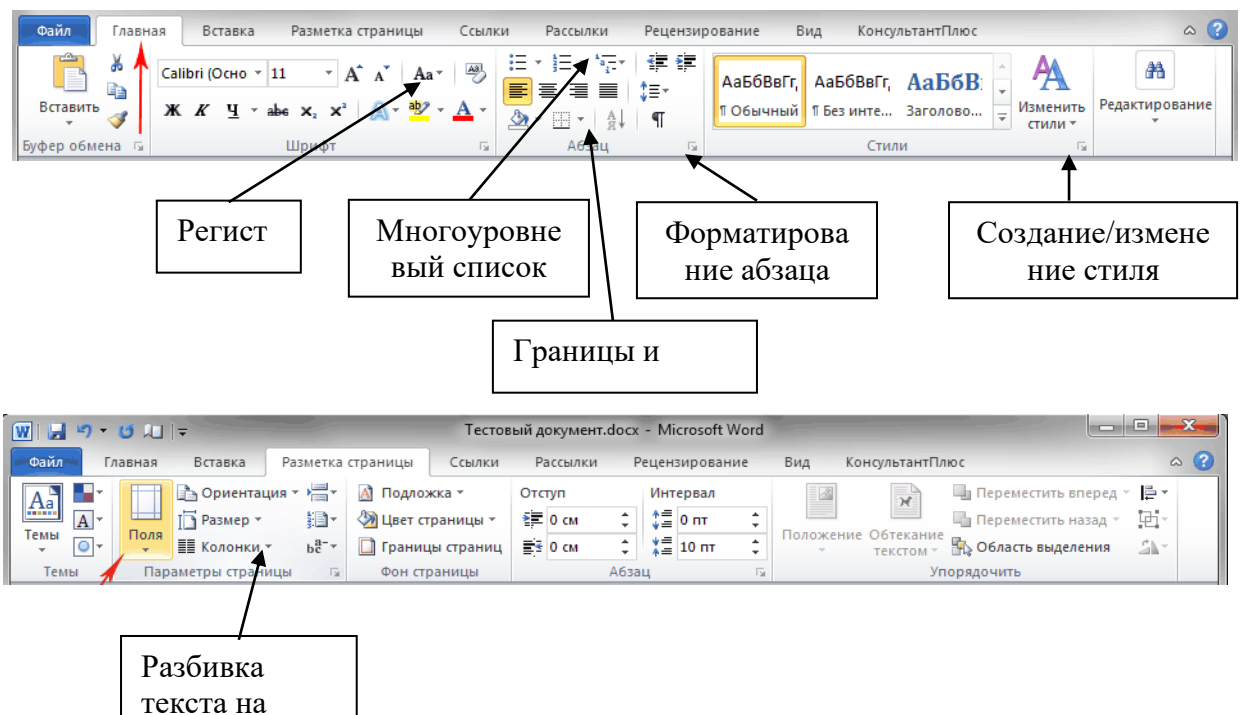 Файл Главная Вставка Разметка страницы Ссылки Рассылки Рецензирование Вид КонсультантПлюс
Calibri (Осно 11 Aa
АаБбВвГг, АаБбВвГг, АаБбВ
Вставить
Ж К Ч abc x₂ x² ab A
¶ Обычный ¶ Без инте... Заголово...
Изменить стили
Редактирование
Буфер обмена Шрифт Абзац Стили
Регист
Многоуровне
вый список
Форматирова
ние абзаца
Создание/измене
ние стиля
Границы и
Тестовый документ.docx - Microsoft Word
Файл Главная Вставка Разметка страницы Ссылки Рассылки Рецензирование Вид КонсультантПлюс
Темы
Поля
Ориентация
Размер
Колонки
Подложка
Цвет страницы
Границы страниц
Отступ
0 см
0 см
Интервал
0 пт
10 пт
Положение
Обтекание
текстом
Переместить вперед
Переместить назад
Область выделения
Темы Параметры страницы Фон страницы Абзац Упорядочить
Разбивка
текста на